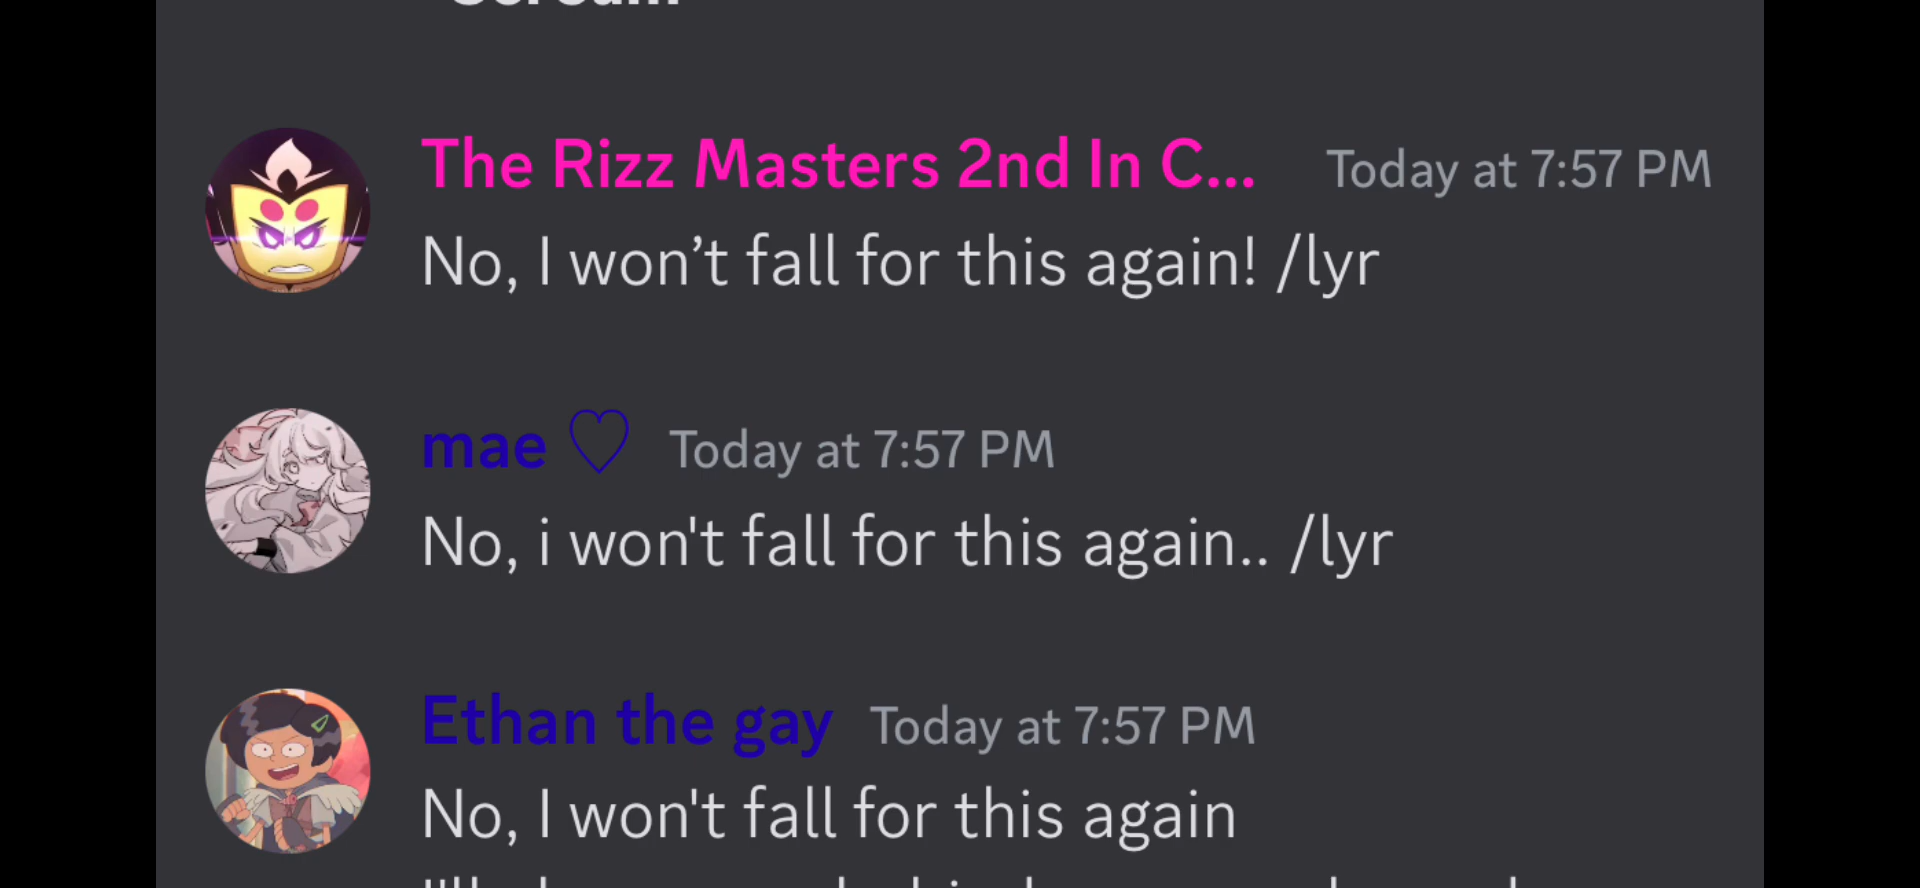 The Rizz Masters 2nd In C... Today at 7:57 PM
No, I won’t fall for this again! /lyr
mae ♡ Today at 7:57 PM
No, i won't fall for this again.. /lyr
Ethan the gay Today at 7:57 PM
No, I won't fall for this again